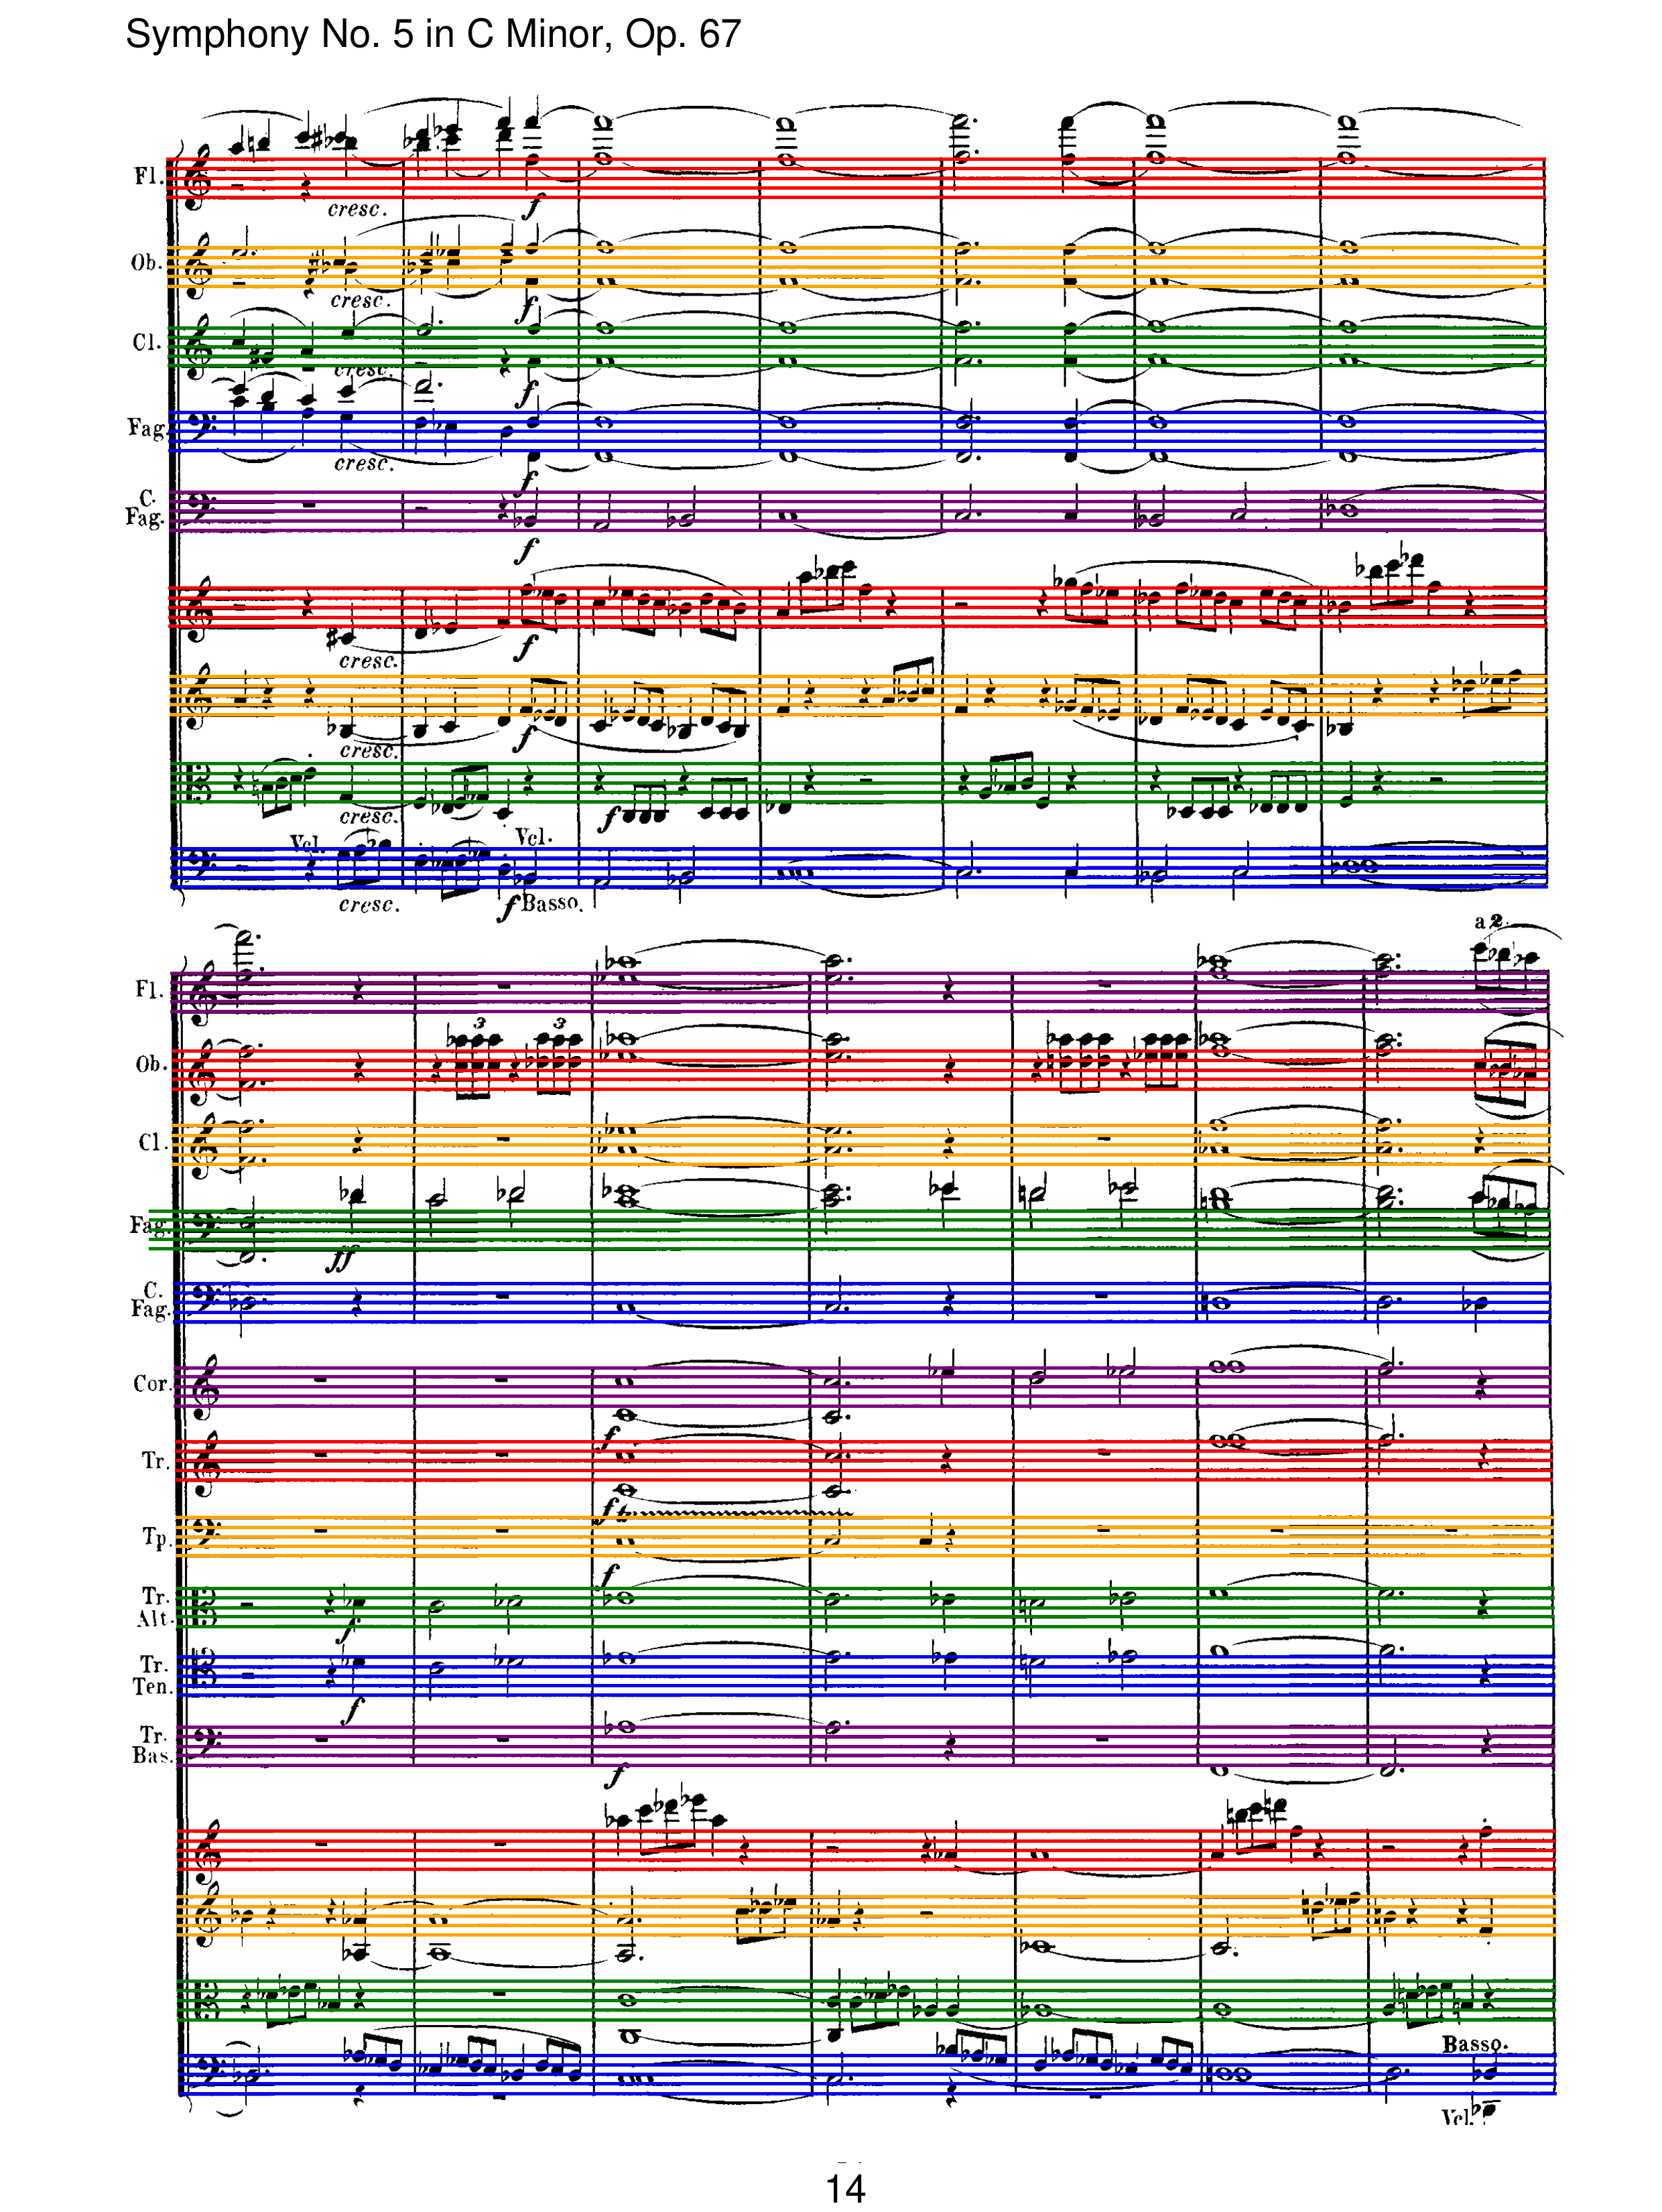 Symphony No. 5 in C Minor, Op. 67
Fl.
cresc.
f
Ob.
cresc.
f
Cl.
cresc.
f
Fag.
cresc.
f
C.
Fag.
f
cresc.
f
cresc.
f
cresc.
f
Vcl.
Vcl.
cresc.
f Basso.
a 2.
Fl.
Ob.
3
3
Cl.
Fag.
ff
C.
Fag.
Cor.
f
Tr.
f tr
Tp.
f
Tr.
Alt.
f
Tr.
Ten.
f
Tr.
Bas.
f
Basso.
Vcl.
14